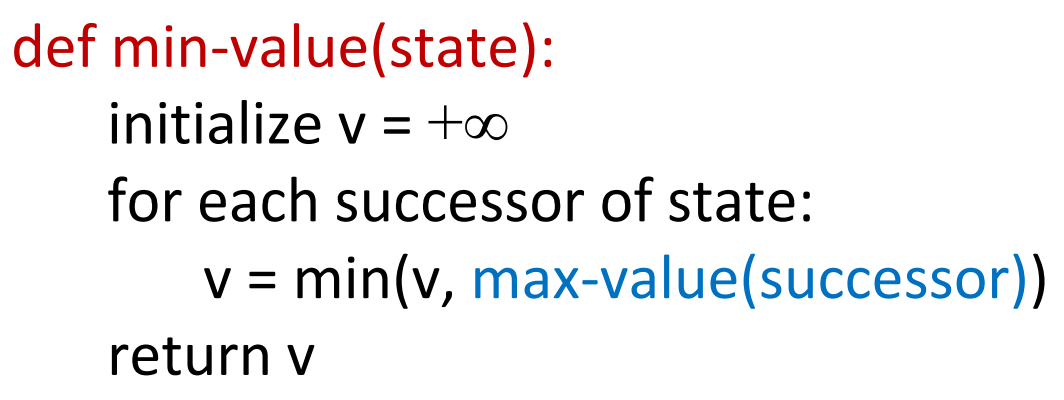 def min-value(state):
initialize v = +∞
for each successor of state:
v = min(v, max-value(successor))
return v